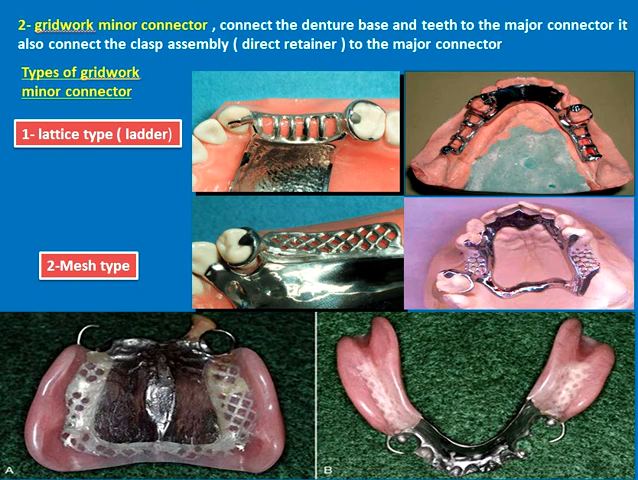 2- gridwork minor connector , connect the denture base and teeth to the major connector it
also connect the clasp assembly ( direct retainer ) to the major connector
Types of gridwork
minor connector
1- lattice type ( ladder)
2-Mesh type
A
B